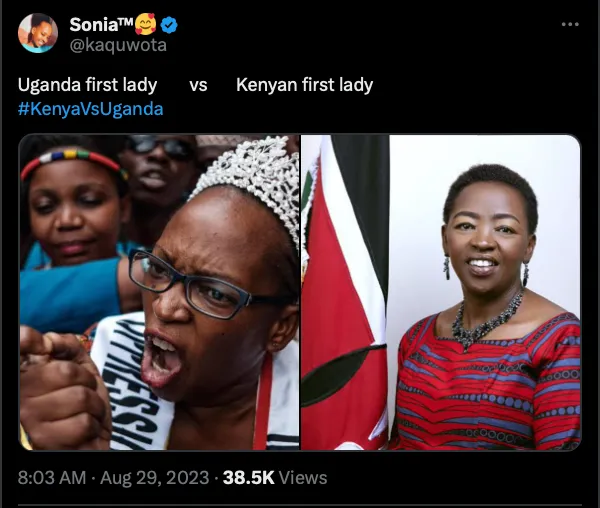 Sonia™🥰
@kaquwota
Uganda first lady vs Kenyan first lady
#KenyaVsUganda
OPPRESSI
8:03 AM · Aug 29, 2023 · 38.5K Views